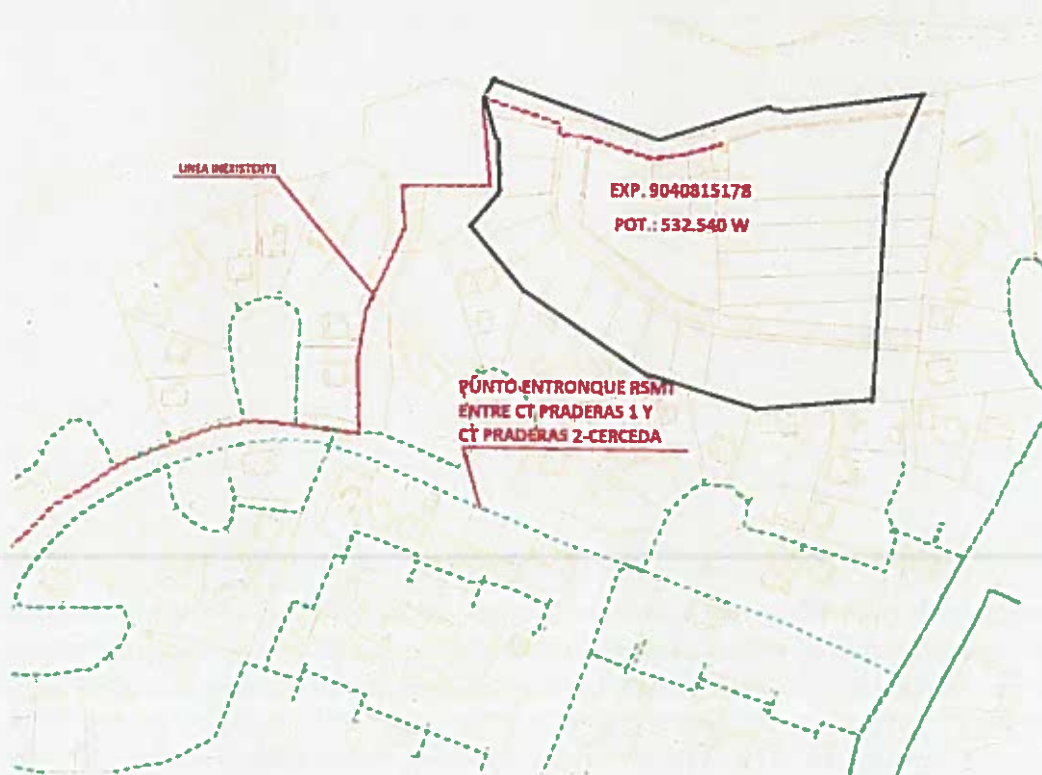 LINEA INEXISTENTE
EXP. 9040815178
POT.: 532.540 W
PUNTO ENTRONQUE RSMT
ENTRE CT PRADERAS 1 Y
CT PRADERAS 2-CERCEDA